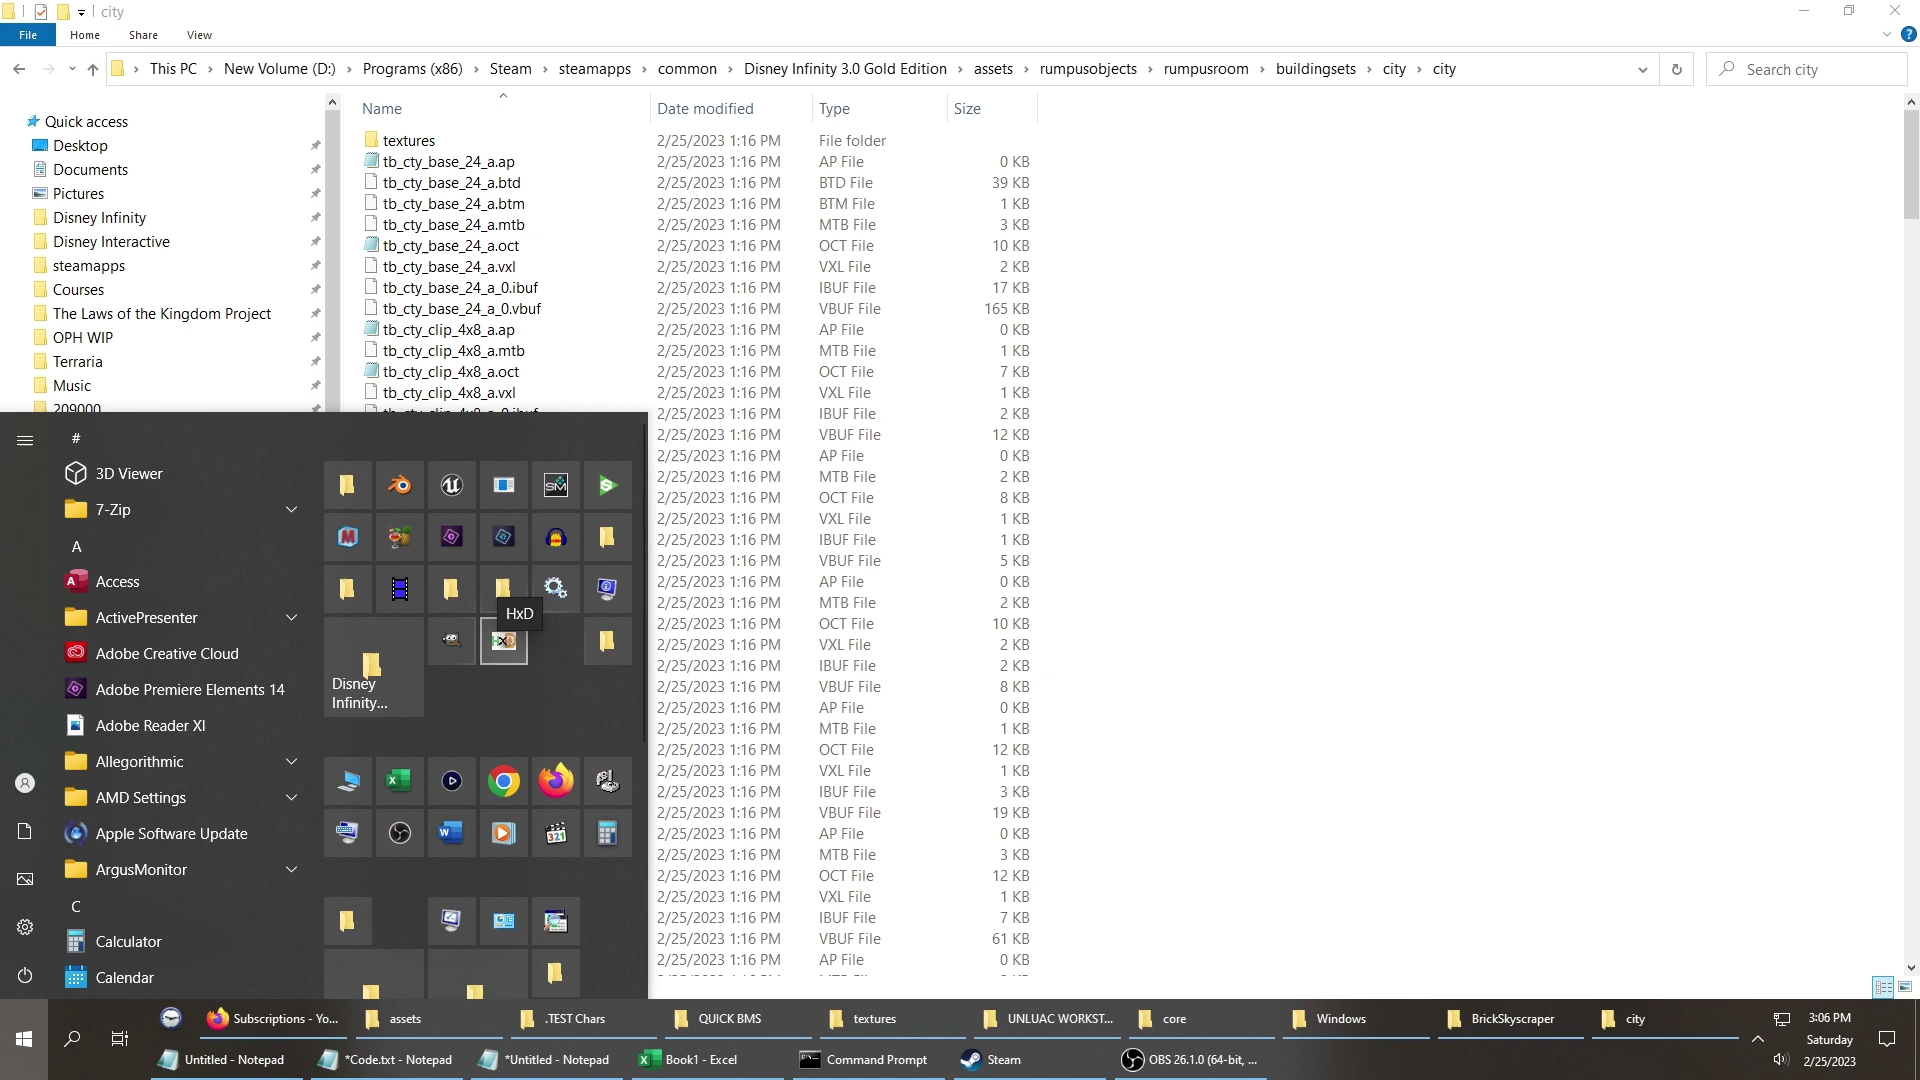 city
File Home Share View
This PC > New Volume (D:) > Programs (x86) > Steam > steamapps > common > Disney Infinity 3.0 Gold Edition > assets > rumpusobjects > rumpusroom > buildingsets > city > city
Search city
Name Date modified Type Size
Quick access
Desktop
Documents
Pictures
Disney Infinity
Disney Interactive
steamapps
Courses
The Laws of the Kingdom Project
OPH WIP
Terraria
Music
209000
textures 2/25/2023 1:16 PM File folder
tb_cty_base_24_a.ap 2/25/2023 1:16 PM AP File 0 KB
tb_cty_base_24_a.btd 2/25/2023 1:16 PM BTD File 39 KB
tb_cty_base_24_a.btm 2/25/2023 1:16 PM BTM File 1 KB
tb_cty_base_24_a.mtb 2/25/2023 1:16 PM MTB File 3 KB
tb_cty_base_24_a.oct 2/25/2023 1:16 PM OCT File 10 KB
tb_cty_base_24_a.vxl 2/25/2023 1:16 PM VXL File 2 KB
tb_cty_base_24_a_0.ibuf 2/25/2023 1:16 PM IBUF File 17 KB
tb_cty_base_24_a_0.vbuf 2/25/2023 1:16 PM VBUF File 165 KB
tb_cty_clip_4x8_a.ap 2/25/2023 1:16 PM AP File 0 KB
tb_cty_clip_4x8_a.mtb 2/25/2023 1:16 PM MTB File 1 KB
tb_cty_clip_4x8_a.oct 2/25/2023 1:16 PM OCT File 7 KB
tb_cty_clip_4x8_a.vxl 2/25/2023 1:16 PM VXL File 1 KB
2/25/2023 1:16 PM IBUF File 2 KB
2/25/2023 1:16 PM VBUF File 12 KB
2/25/2023 1:16 PM AP File 0 KB
2/25/2023 1:16 PM MTB File 2 KB
2/25/2023 1:16 PM OCT File 8 KB
2/25/2023 1:16 PM VXL File 1 KB
2/25/2023 1:16 PM IBUF File 1 KB
2/25/2023 1:16 PM VBUF File 5 KB
2/25/2023 1:16 PM AP File 0 KB
2/25/2023 1:16 PM MTB File 2 KB
2/25/2023 1:16 PM OCT File 10 KB
2/25/2023 1:16 PM VXL File 2 KB
2/25/2023 1:16 PM IBUF File 2 KB
2/25/2023 1:16 PM VBUF File 8 KB
2/25/2023 1:16 PM AP File 0 KB
2/25/2023 1:16 PM MTB File 1 KB
2/25/2023 1:16 PM OCT File 12 KB
2/25/2023 1:16 PM VXL File 1 KB
2/25/2023 1:16 PM IBUF File 3 KB
2/25/2023 1:16 PM VBUF File 19 KB
2/25/2023 1:16 PM AP File 0 KB
2/25/2023 1:16 PM MTB File 3 KB
2/25/2023 1:16 PM OCT File 12 KB
2/25/2023 1:16 PM VXL File 1 KB
2/25/2023 1:16 PM IBUF File 7 KB
2/25/2023 1:16 PM VBUF File 61 KB
2/25/2023 1:16 PM AP File 0 KB
#
3D Viewer
7-Zip
A
Access
ActivePresenter
Adobe Creative Cloud
Adobe Premiere Elements 14
Adobe Reader XI
Allegorithmic
AMD Settings
Apple Software Update
ArgusMonitor
C
Calculator
Calendar
SM
HxD
Disney
Infinity...
321
Subscriptions - Yo... assets .TEST Chars QUICK BMS textures UNLUAC WORKST... core Windows BrickSkyscraper city
Untitled - Notepad *Code.txt - Notepad *Untitled - Notepad Book1 - Excel Command Prompt Steam OBS 26.1.0 (64-bit, ...
3:06 PM
Saturday
2/25/2023